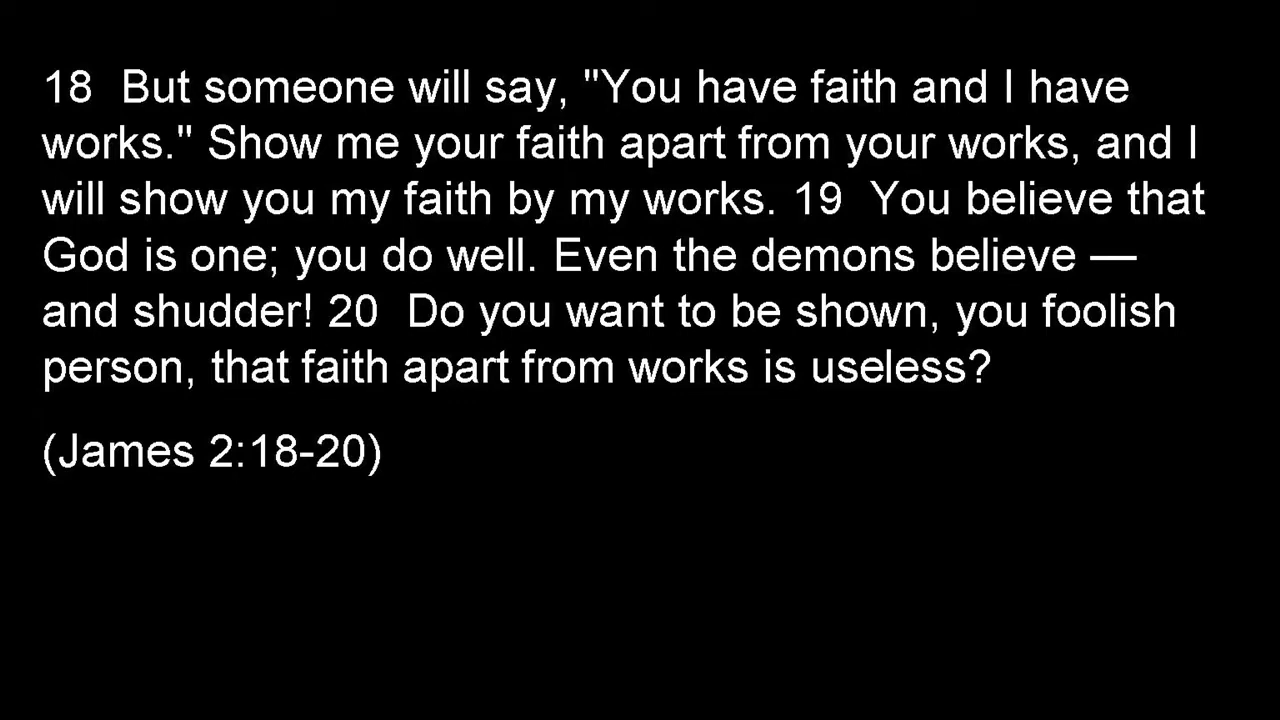 18  But someone will say, "You have faith and I have
works." Show me your faith apart from your works, and I
will show you my faith by my works. 19  You believe that
God is one; you do well. Even the demons believe —
and shudder! 20  Do you want to be shown, you foolish
person, that faith apart from works is useless?
(James 2:18-20)